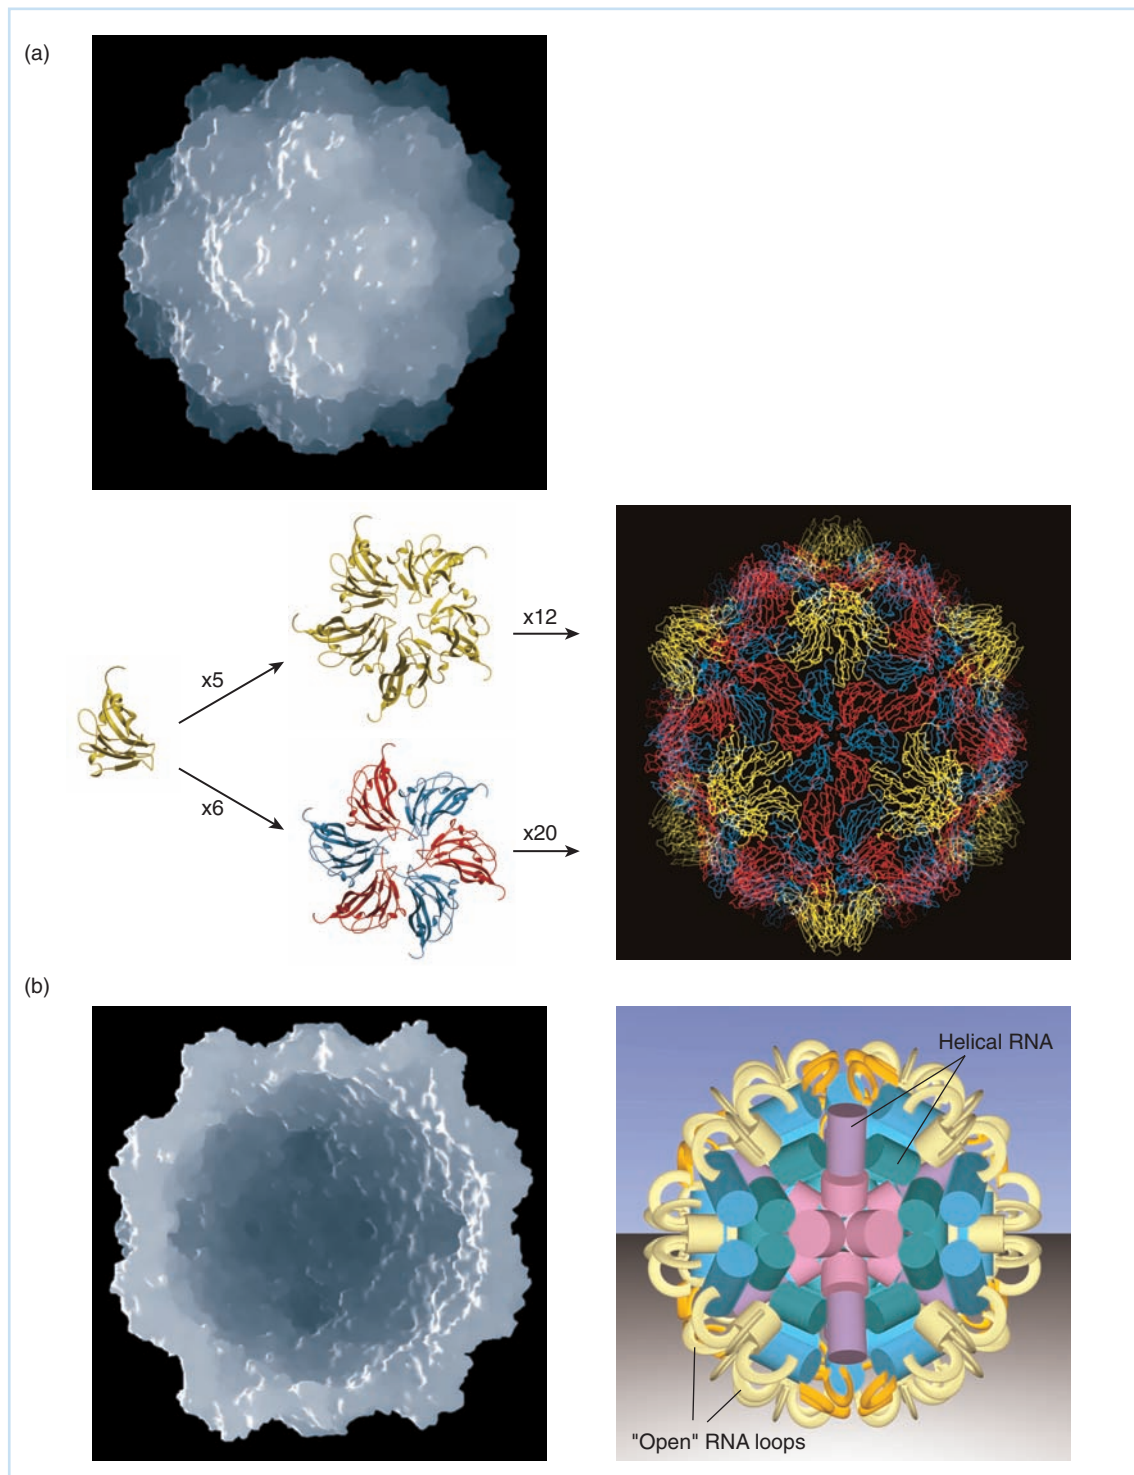 (a)
x5
x12
x6
x20
(b)
Helical RNA
"Open" RNA loops